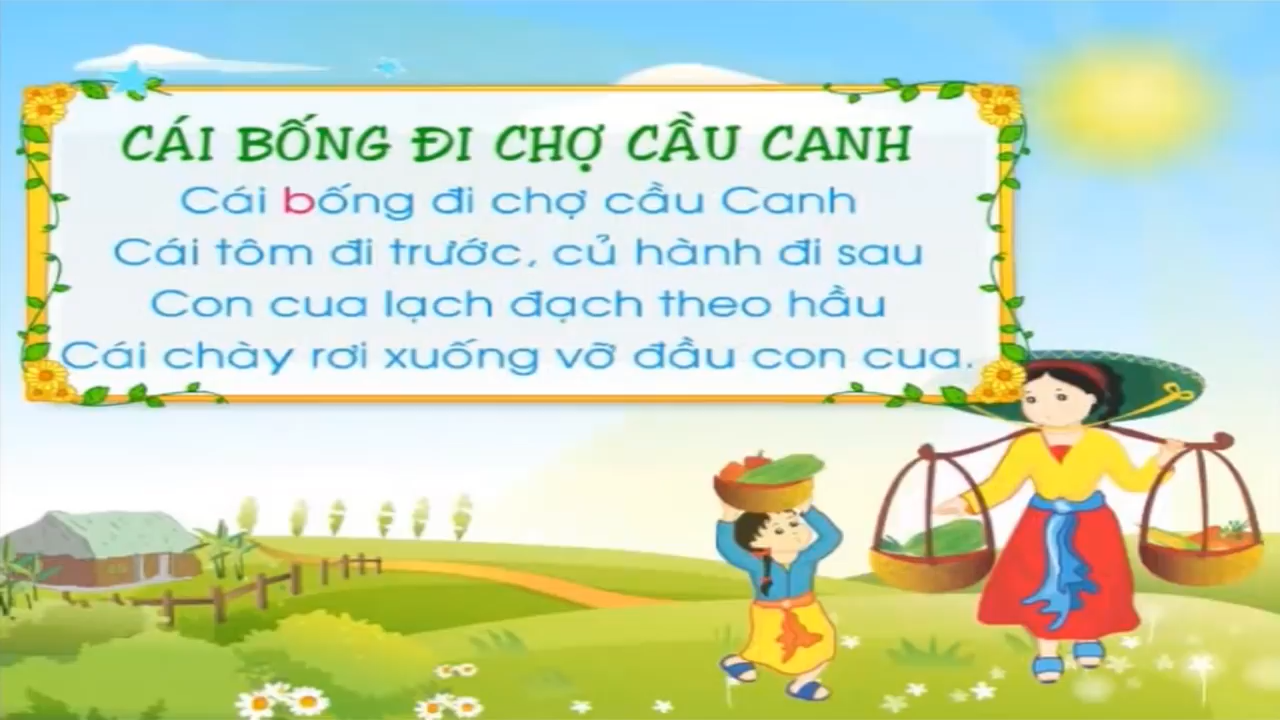 CÁI BỐNG ĐI CHỢ CẦU CANH
Cái bống đi chợ cầu Canh
Cái tôm đi trước, củ hành đi sau
Con cua lạch đạch theo hầu
Cái chày rơi xuống vỡ đầu con cua.